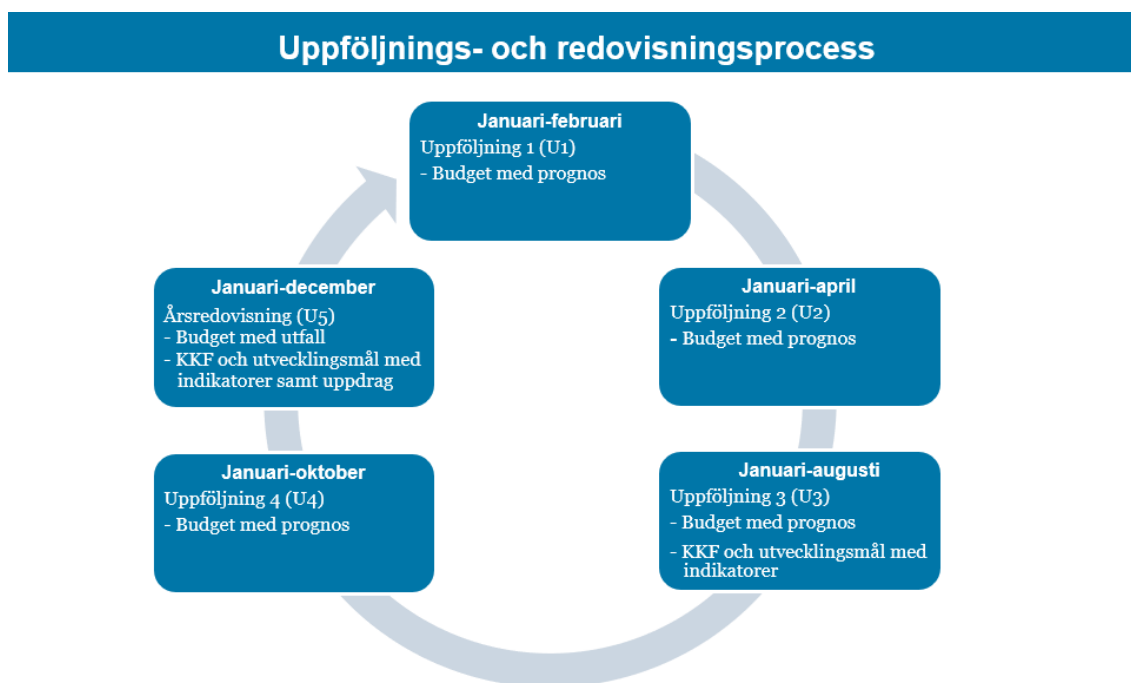 Uppföljnings- och redovisningsprocess
Januari-februari
Uppföljning 1 (U1)
- Budget med prognos
Januari-april
Uppföljning 2 (U2)
- Budget med prognos
Januari-augusti
Uppföljning 3 (U3)
- Budget med prognos
- KKF och utvecklingsmål med
indikatorer
Januari-oktober
Uppföljning 4 (U4)
- Budget med prognos
Januari-december
Årsredovisning (U5)
- Budget med utfall
- KKF och utvecklingsmål med
indikatorer samt uppdrag